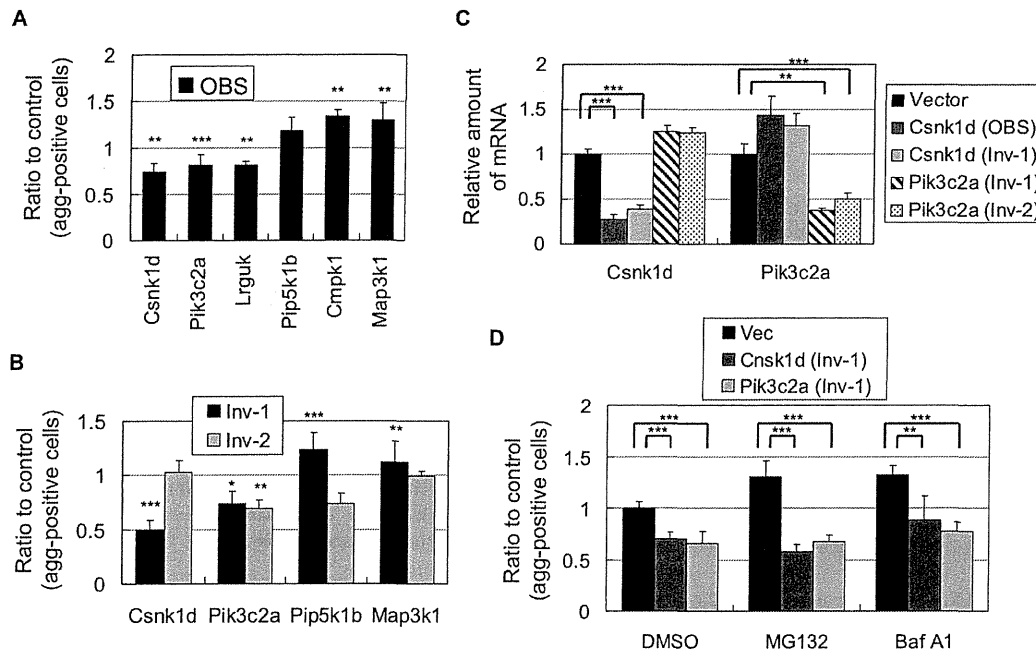 A
Ratio to control
(agg-positive cells)
2
1.5
1
0.5
0
OBS
**
***
**
**
**
Csnk1d
Pik3c2a
Lrguk
Pip5k1b
Cmpk1
Map3k1
B
Ratio to control
(agg-positive cells)
1.5
1
0.5
0
Inv-1
Inv-2
***
*
**
***
**
Csnk1d Pik3c2a Pip5k1b Map3k1
C
Relative amount
of mRNA
2
1.5
1
0.5
0
***
***
***
**
Csnk1d Pik3c2a
Vector
Csnk1d (OBS)
Csnk1d (Inv-1)
Pik3c2a (Inv-1)
Pik3c2a (Inv-2)
D
Vec
Cnsk1d (Inv-1)
Pik3c2a (Inv-1)
Ratio to control
(agg-positive cells)
2
1.5
1
0.5
0
***
***
***
***
***
**
DMSO MG132 Baf A1